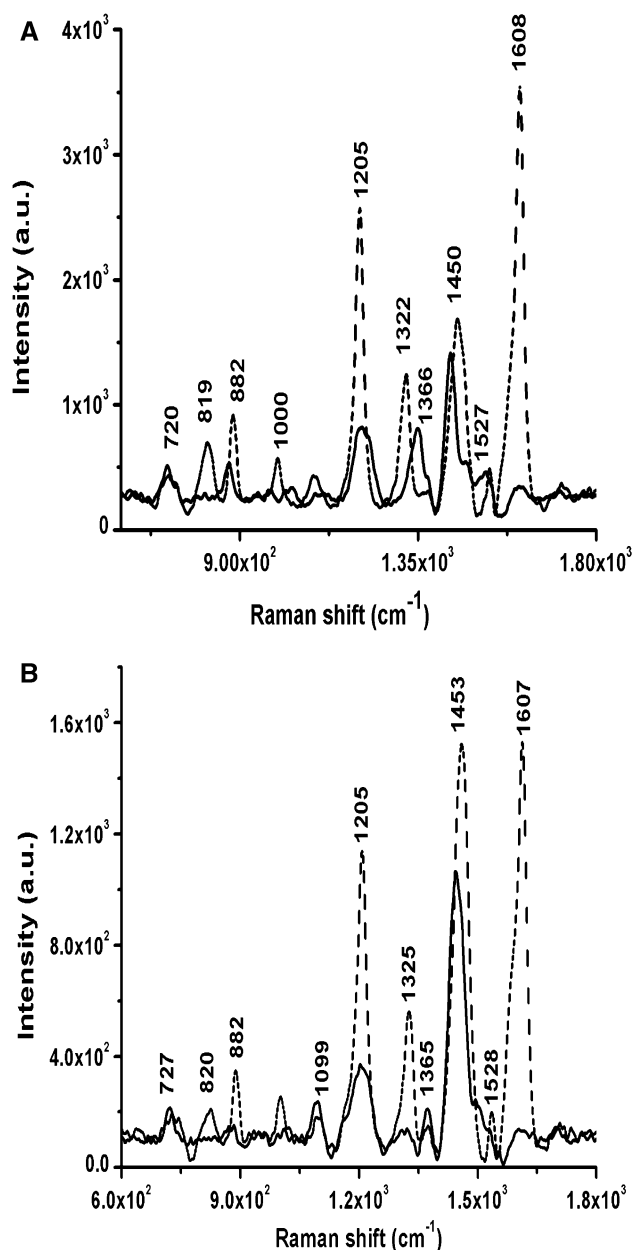 A
4x10³
3x10³
2x10³
1x10³
0
Intensity (a.u.)
720
819
882
1000
1205
1322
1366
1450
1527
1608
9.00x10²
1.35x10³
1.80x10³
Raman shift (cm⁻¹)
B
1.6x10³
1.2x10³
8.0x10²
4.0x10²
0.0
Intensity (a.u.)
727
820
882
1099
1205
1325
1365
1453
1528
1607
6.0x10²
9.0x10²
1.2x10³
1.5x10³
1.8x10³
Raman shift (cm⁻¹)